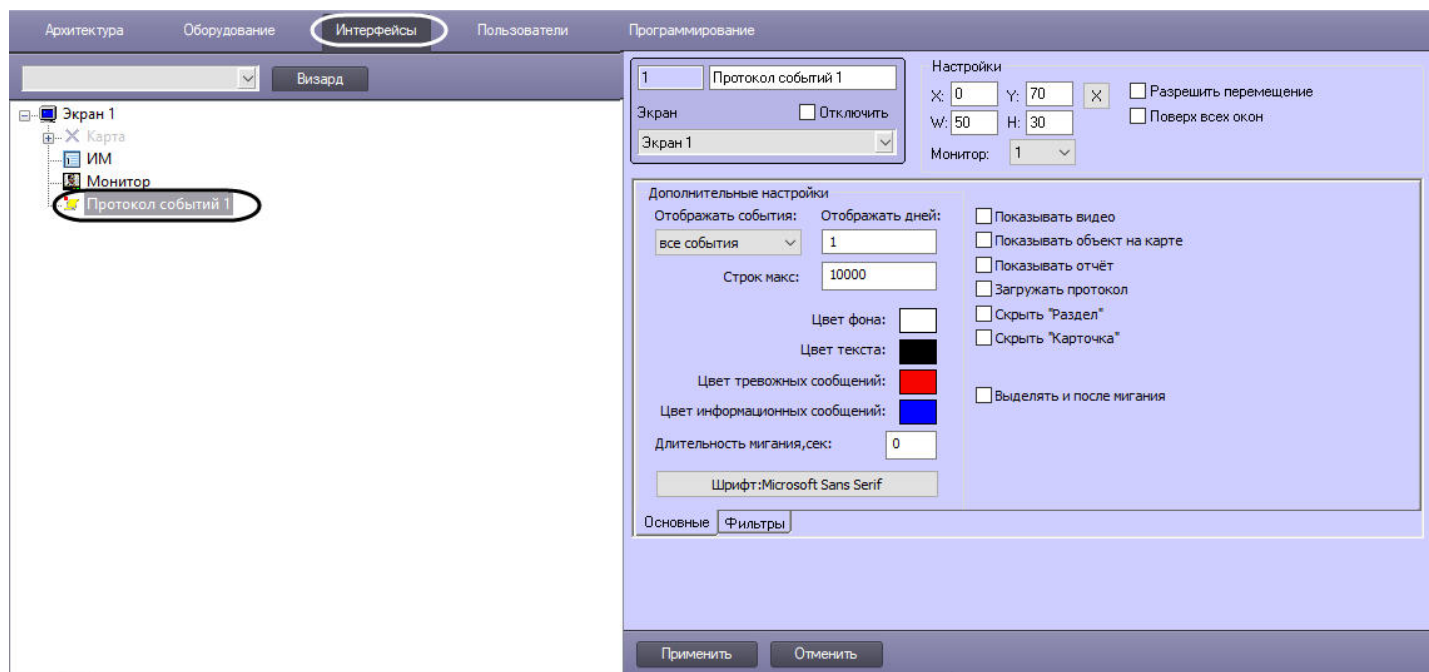 Архитектура Оборудование Интерфейсы Пользователи Программирование
Визард
Экран 1
Карта
ИМ
Монитор
Протокол событий 1
1 Протокол событий 1
Экран Отключить
Экран 1
Настройки
X: 0 Y: 70 X Разрешить перемещение
W: 50 H: 30 Поверх всех окон
Монитор: 1
Дополнительные настройки
Отображать события: Отображать дней:
все события 1
Строк макс: 10000
Цвет фона:
Цвет текста:
Цвет тревожных сообщений:
Цвет информационных сообщений:
Длительность мигания,сек: 0
Шрифт:Microsoft Sans Serif
Показывать видео
Показывать объект на карте
Показывать отчёт
Загружать протокол
Скрыть "Раздел"
Скрыть "Карточка"
Выделять и после мигания
Основные Фильтры
Применить Отменить